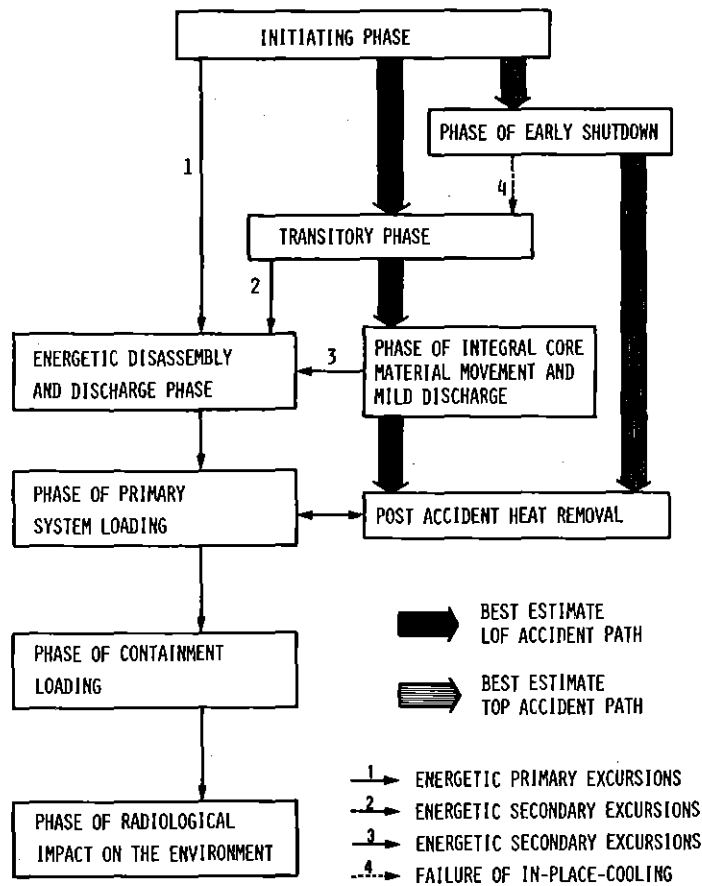 INITIATING PHASE
PHASE OF EARLY SHUTDOWN
1
4
TRANSITORY PHASE
2
ENERGETIC DISASSEMBLY
AND DISCHARGE PHASE
3
PHASE OF INTEGRAL CORE
MATERIAL MOVEMENT AND
MILD DISCHARGE
PHASE OF PRIMARY
SYSTEM LOADING
POST ACCIDENT HEAT REMOVAL
BEST ESTIMATE
LOF ACCIDENT PATH
PHASE OF CONTAINMENT
LOADING
BEST ESTIMATE
TOP ACCIDENT PATH
1 ENERGETIC PRIMARY EXCURSIONS
2 ENERGETIC SECONDARY EXCURSIONS
3 ENERGETIC SECONDARY EXCURSIONS
4 FAILURE OF IN-PLACE-COOLING
PHASE OF RADIOLOGICAL
IMPACT ON THE ENVIRONMENT